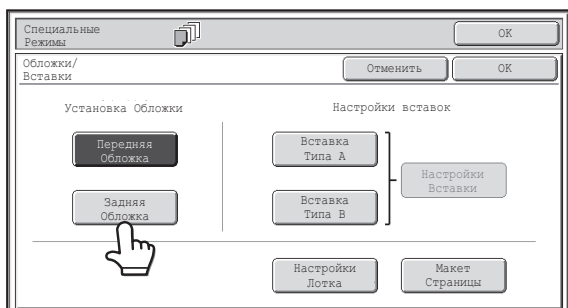 Специальные
Режимы
OK
Обложки/
Вставки
Отменить
OK
Установка Обложки
Настройки вставок
Передняя
Обложка
Вставка
Типа A
Настройки
Вставки
Задняя
Обложка
Вставка
Типа B
Настройки
Лотка
Макет
Страницы